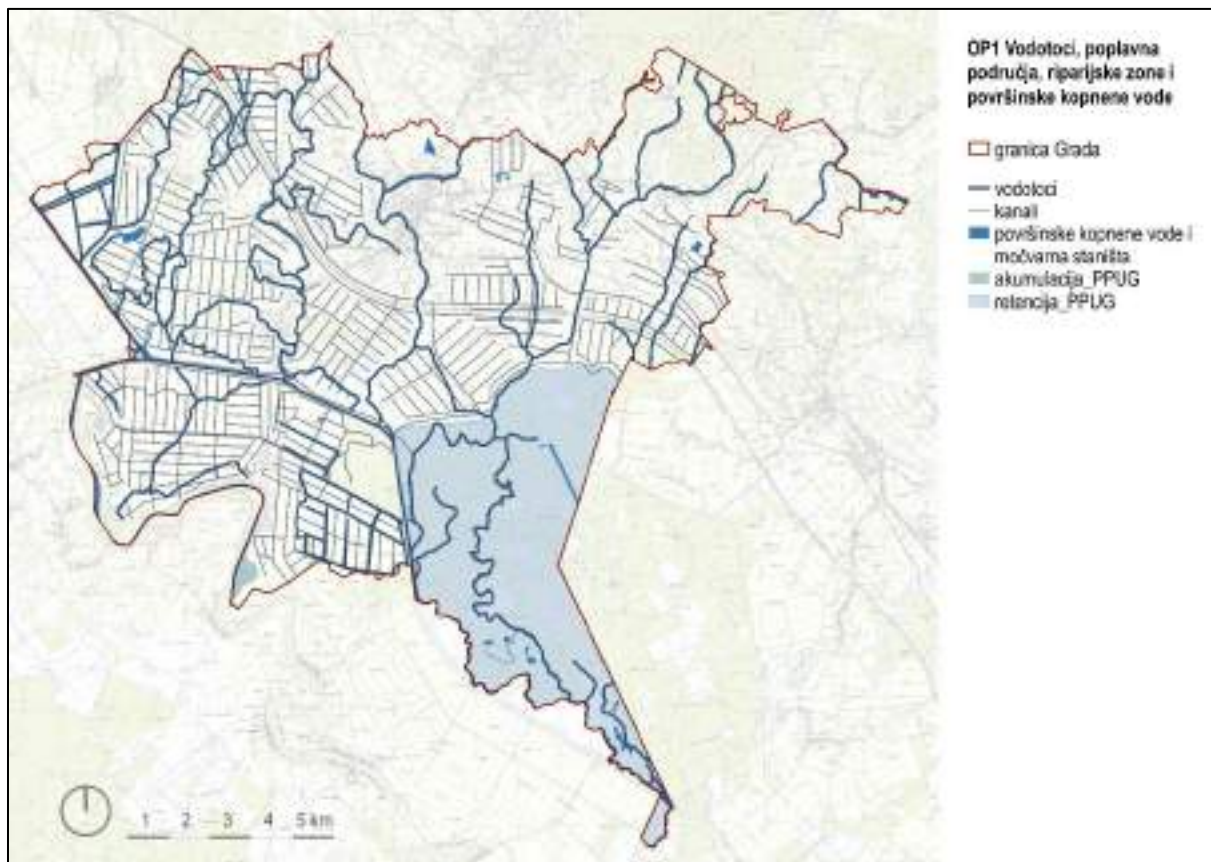 OP1 Vodotoci, poplavna
područja, riparijske zone i
površinske kopnene vode
granica Grada
vodotoci
kanali
površinske kopnene vode i
močvarna staništa
akumulacija_PPUG
retencija_PPUG
1 2 3 4 5 km